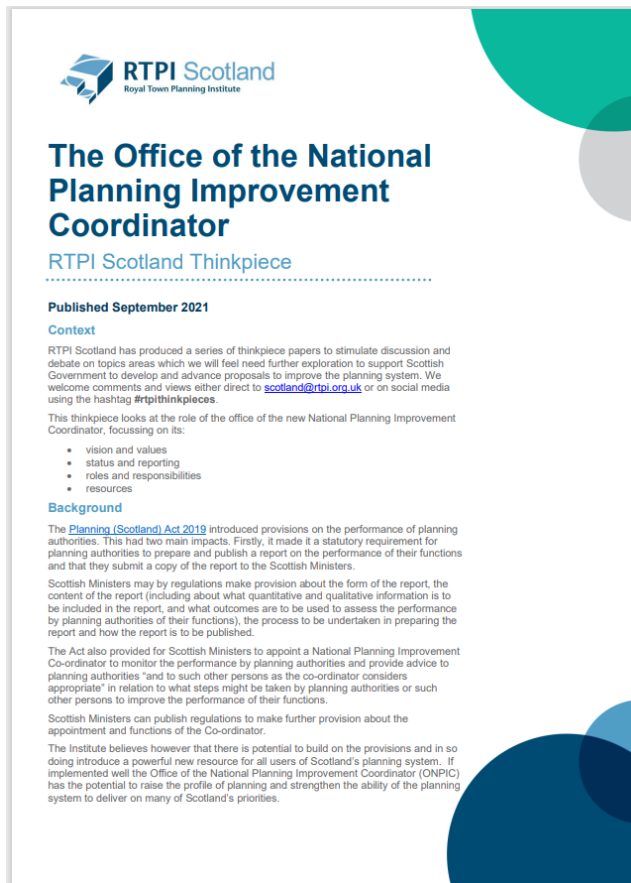 RTPI Scotland
Royal Town Planning Institute
The Office of the National
Planning Improvement
Coordinator
RTPI Scotland Thinkpiece
Published September 2021
Context
RTPI Scotland has produced a series of thinkpiece papers to stimulate discussion and
debate on topics areas which we will feel need further exploration to support Scottish
Government to develop and advance proposals to improve the planning system. We
welcome comments and views either direct to scotland@rtpi.org.uk or on social media
using the hashtag #rtpithinkpieces.
This thinkpiece looks at the role of the office of the new National Planning Improvement
Coordinator, focussing on its:
• vision and values
• status and reporting
• roles and responsibilities
• resources
Background
The Planning (Scotland) Act 2019 introduced provisions on the performance of planning
authorities. This had two main impacts. Firstly, it made it a statutory requirement for
planning authorities to prepare and publish a report on the performance of their functions
and that they submit a copy of the report to the Scottish Ministers.
Scottish Ministers may by regulations make provision about the form of the report, the
content of the report (including about what quantitative and qualitative information is to
be included in the report, and what outcomes are to be used to assess the performance
by planning authorities of their functions), the process to be undertaken in preparing the
report and how the report is to be published.
The Act also provided for Scottish Ministers to appoint a National Planning Improvement
Co-ordinator to monitor the performance by planning authorities and provide advice to
planning authorities “and to such other persons as the co-ordinator considers
appropriate” in relation to what steps might be taken by planning authorities or such
other persons to improve the performance of their functions.
Scottish Ministers can publish regulations to make further provision about the
appointment and functions of the Co-ordinator.
The Institute believes however that there is potential to build on the provisions and in so
doing introduce a powerful new resource for all users of Scotland’s planning system. If
implemented well the Office of the National Planning Improvement Coordinator (ONPIC)
has the potential to raise the profile of planning and strengthen the ability of the planning
system to deliver on many of Scotland’s priorities.